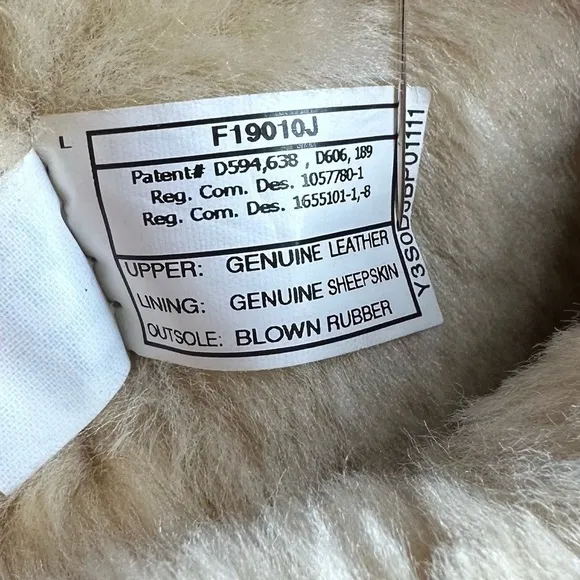 L
F19010J
Patent# D594,638 , D606, 189
Reg. Com. Des. 1057780-1
Reg. Com. Des. 1655101-1,-8
UPPER: GENUINE LEATHER
LINING: GENUINE SHEEPSKIN
OUTSOLE: BLOWN RUBBER